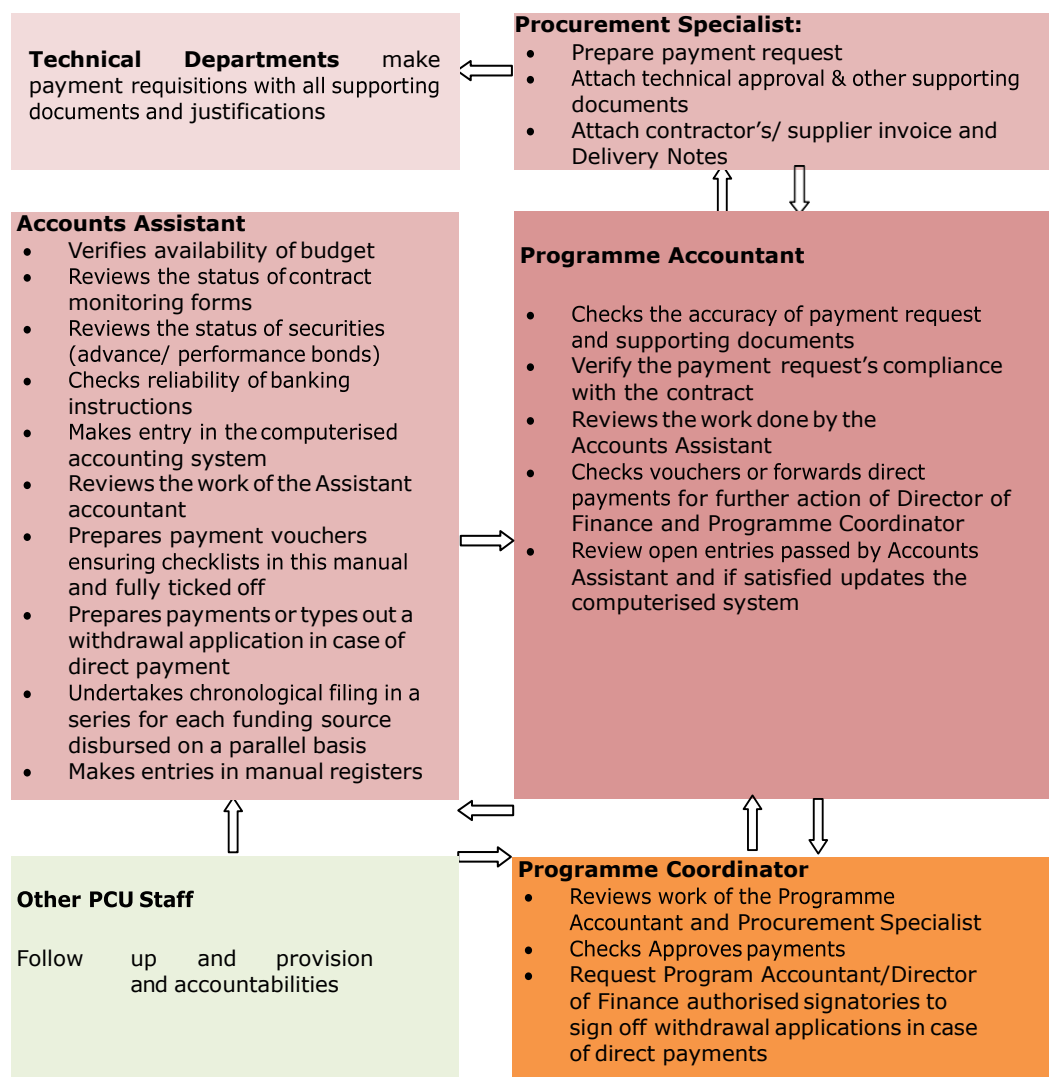 Technical Departments make
payment requisitions with all supporting
documents and justifications
Procurement Specialist:
• Prepare payment request
• Attach technical approval & other supporting
documents
• Attach contractor’s/ supplier invoice and
Delivery Notes
Accounts Assistant
• Verifies availability of budget
• Reviews the status of contract
monitoring forms
• Reviews the status of securities
(advance/ performance bonds)
• Checks reliability of banking
instructions
• Makes entry in the computerised
accounting system
• Reviews the work of the Assistant
accountant
• Prepares payment vouchers
ensuring checklists in this manual
and fully ticked off
• Prepares payments or types out a
withdrawal application in case of
direct payment
• Undertakes chronological filing in a
series for each funding source
disbursed on a parallel basis
• Makes entries in manual registers
Programme Accountant
• Checks the accuracy of payment request
and supporting documents
• Verify the payment request’s compliance
with the contract
• Reviews the work done by the
Accounts Assistant
• Checks vouchers or forwards direct
payments for further action of Director of
Finance and Programme Coordinator
• Review open entries passed by Accounts
Assistant and if satisfied updates the
computerised system
Other PCU Staff
Follow up and provision
and accountabilities
Programme Coordinator
• Reviews work of the Programme
Accountant and Procurement Specialist
• Checks Approves payments
• Request Program Accountant/Director
of Finance authorised signatories to
sign off withdrawal applications in case
of direct payments